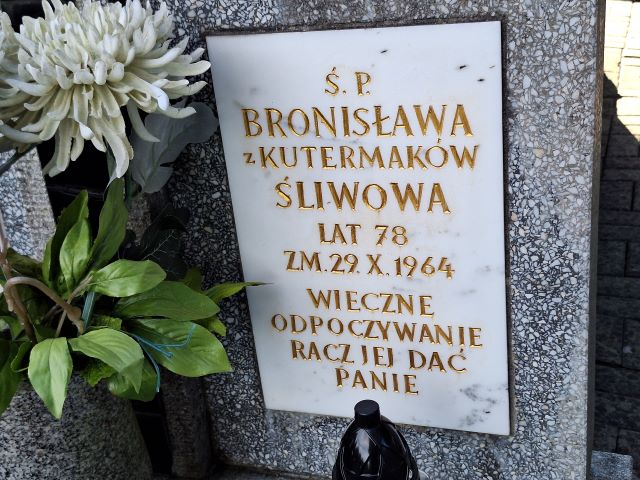 Ś. P.
BRONISŁAWA
z KUTERMAKÓW
ŚLIWOWA
LAT 78
ZM. 29. X. 1964
WIECZNE
ODPOCZYWANIE
RACZ JEJ DAĆ
PANIE